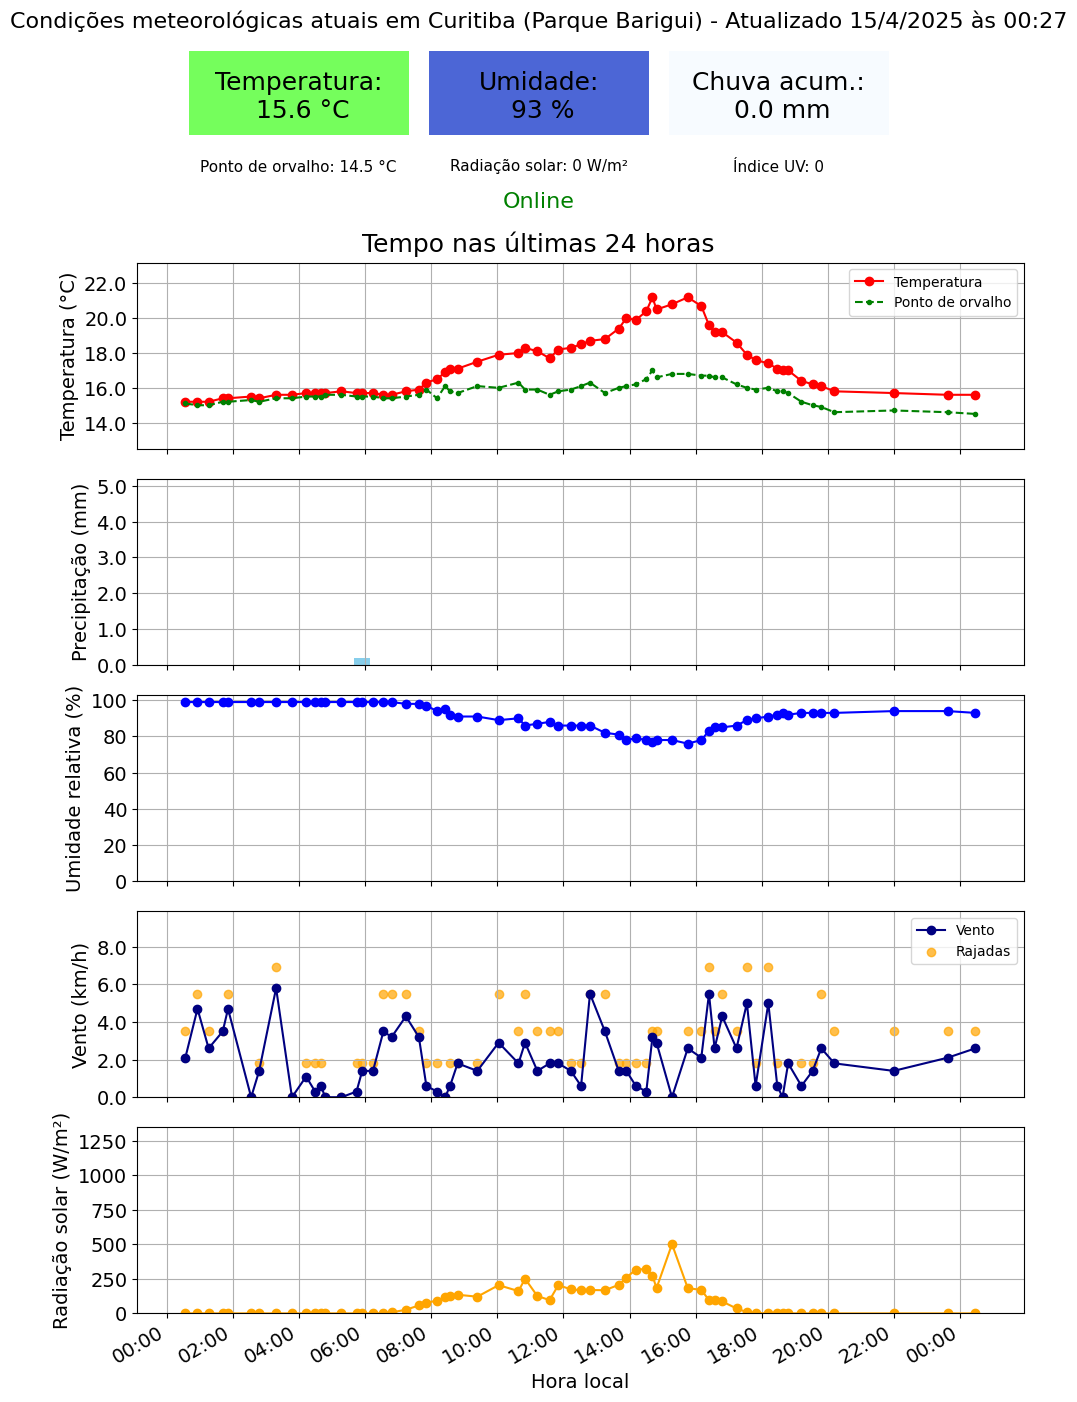 Condições meteorológicas atuais em Curitiba (Parque Barigui) - Atualizado 15/4/2025 às 00:27
Temperatura:
15.6 °C
Umidade:
93 %
Chuva acum.:
0.0 mm
Ponto de orvalho: 14.5 °C
Radiação solar: 0 W/m²
Índice UV: 0
Online
Tempo nas últimas 24 horas
Temperatura (°C)
22.0
20.0
18.0
16.0
14.0
Temperatura
Ponto de orvalho
Precipitação (mm)
5.0
4.0
3.0
2.0
1.0
0.0
Umidade relativa (%)
100
80
60
40
20
0
Vento (km/h)
8.0
6.0
4.0
2.0
0.0
Vento
Rajadas
Radiação solar (W/m²)
1250
1000
750
500
250
0
00:00
02:00
04:00
06:00
08:00
10:00
12:00
14:00
16:00
18:00
20:00
22:00
00:00
Hora local